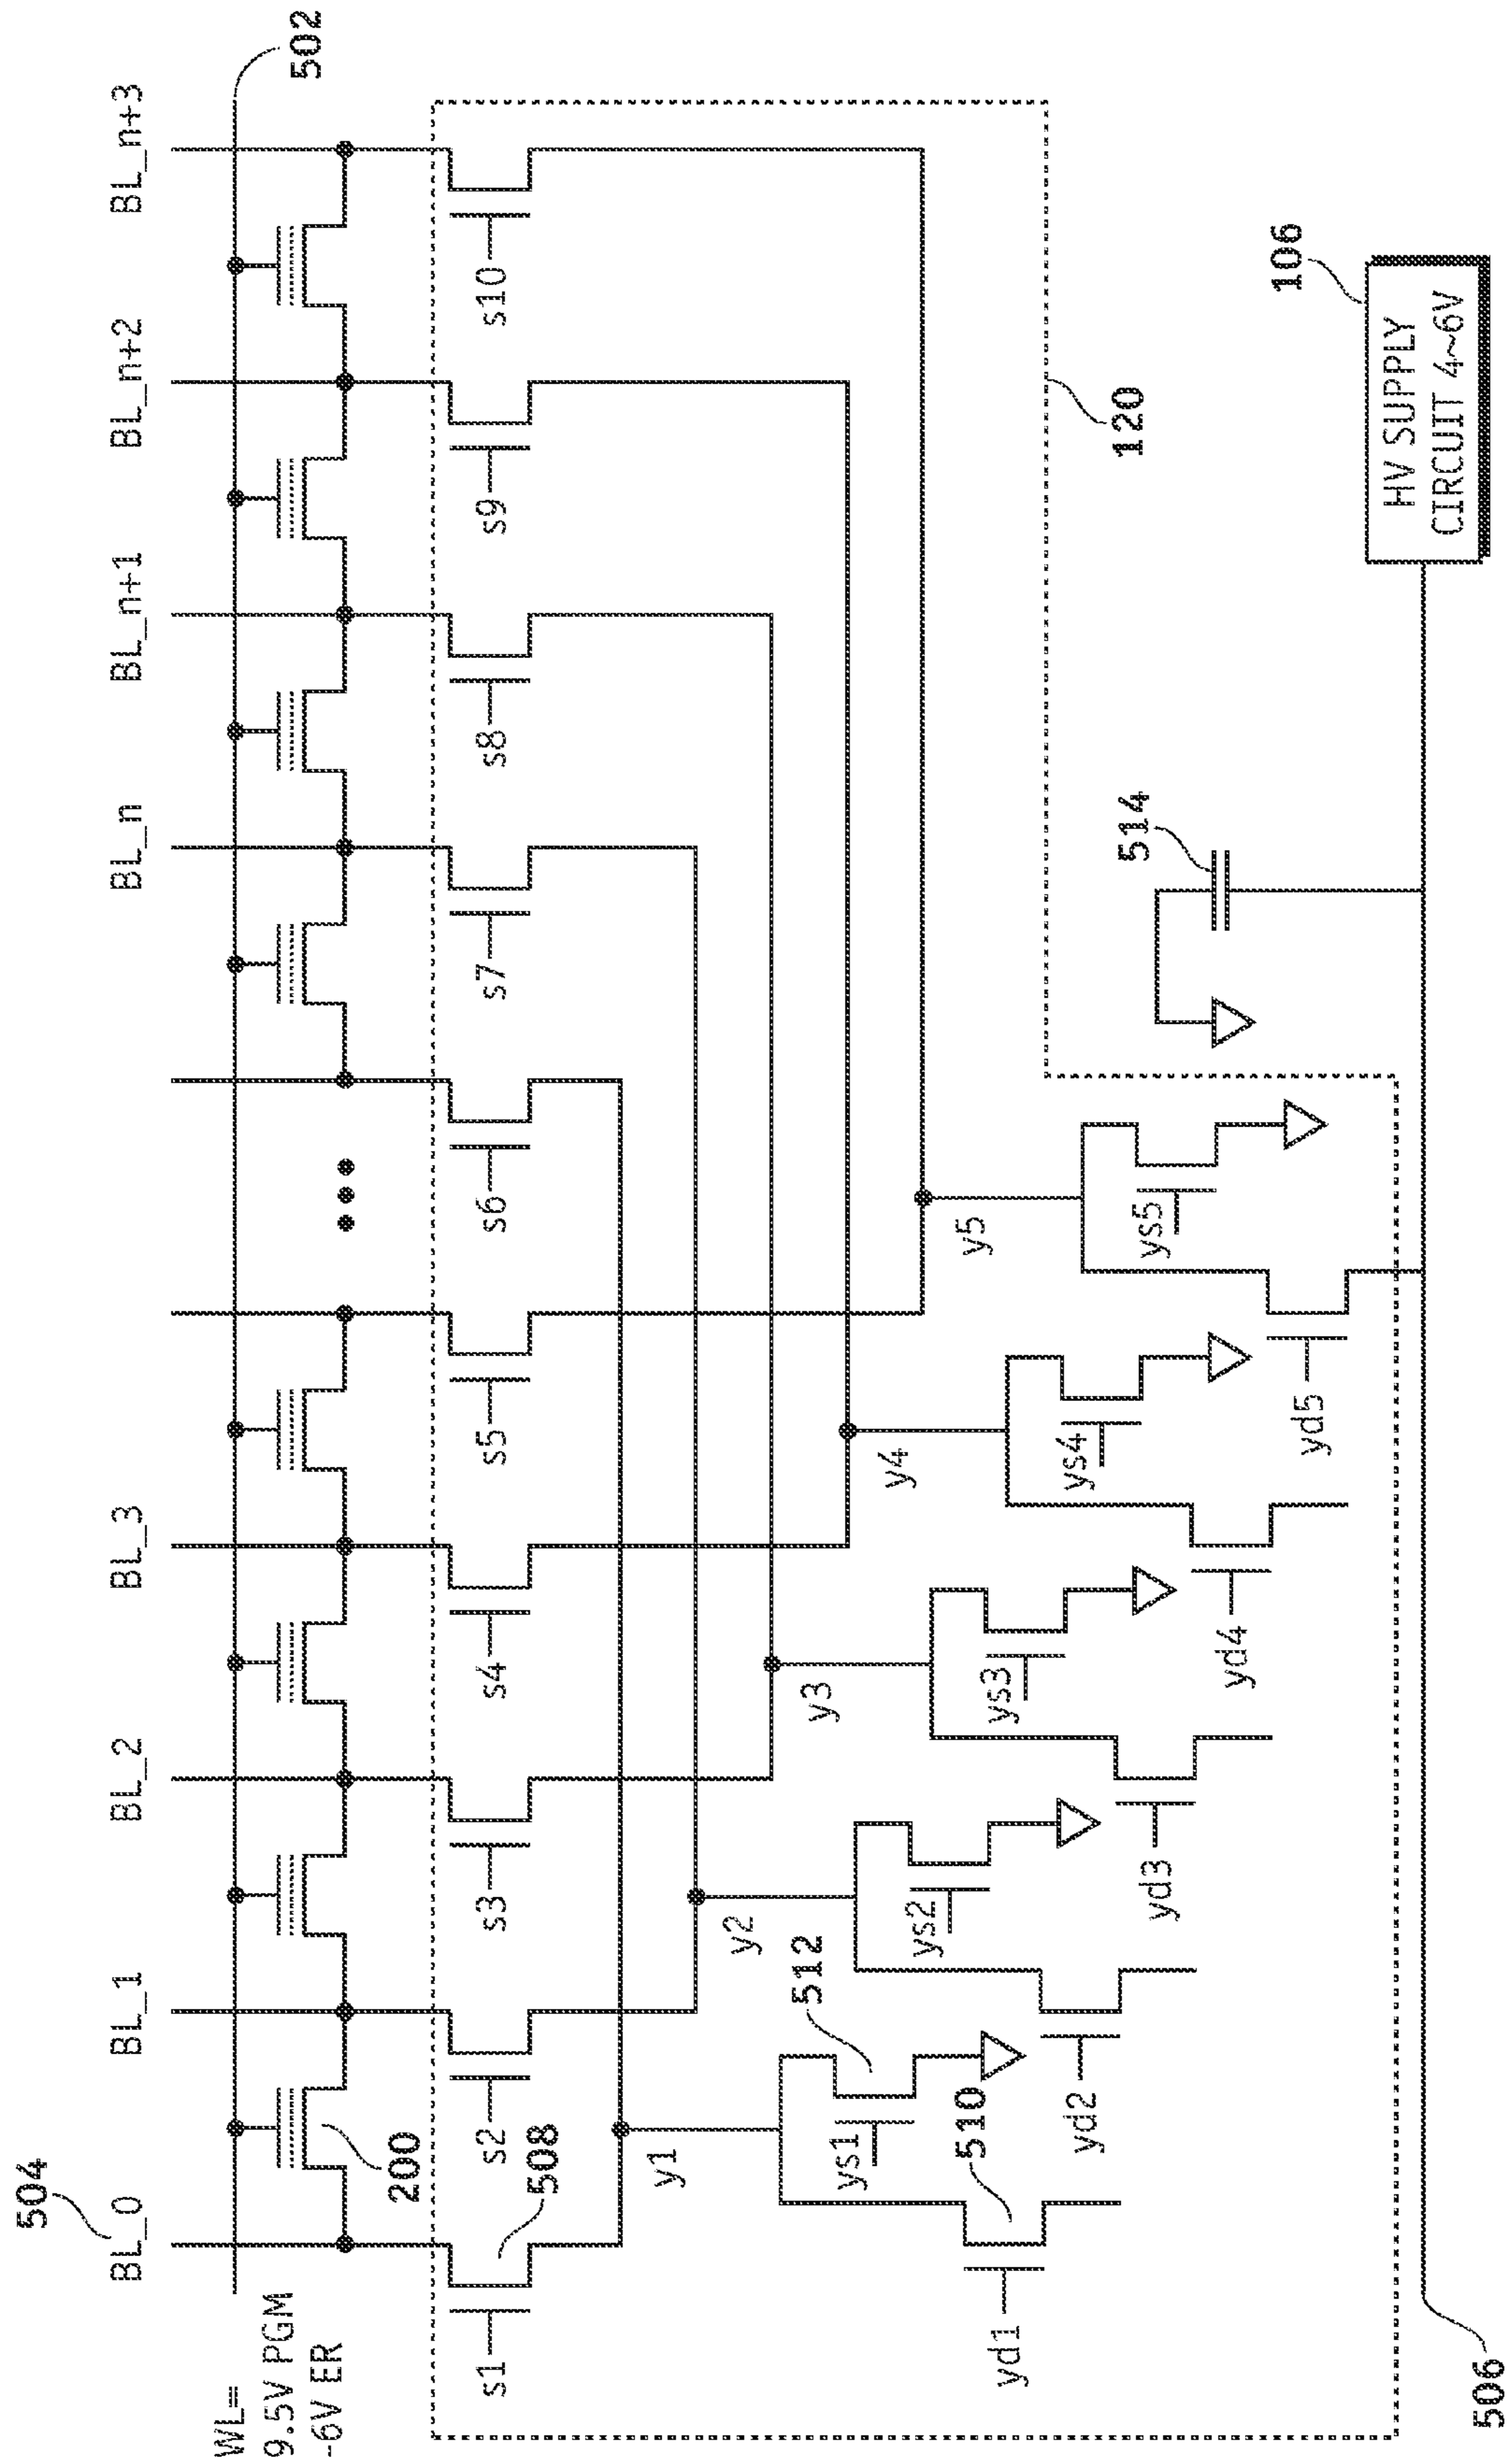 504
BL_0
BL_1
BL_2
BL_3
BL_n
BL_n+1
BL_n+2
BL_n+3
502
WL=
9.5V PGM
-6V ER
200
s1
s2
s3
s4
s5
s6
s7
s8
s9
s10
508
y1
y2
y3
y4
y5
ys1
512
ys2
ys3
ys4
ys5
yd1
510
yd2
yd3
yd4
yd5
514
120
106
HV SUPPLY
CIRCUIT 4~6V
506